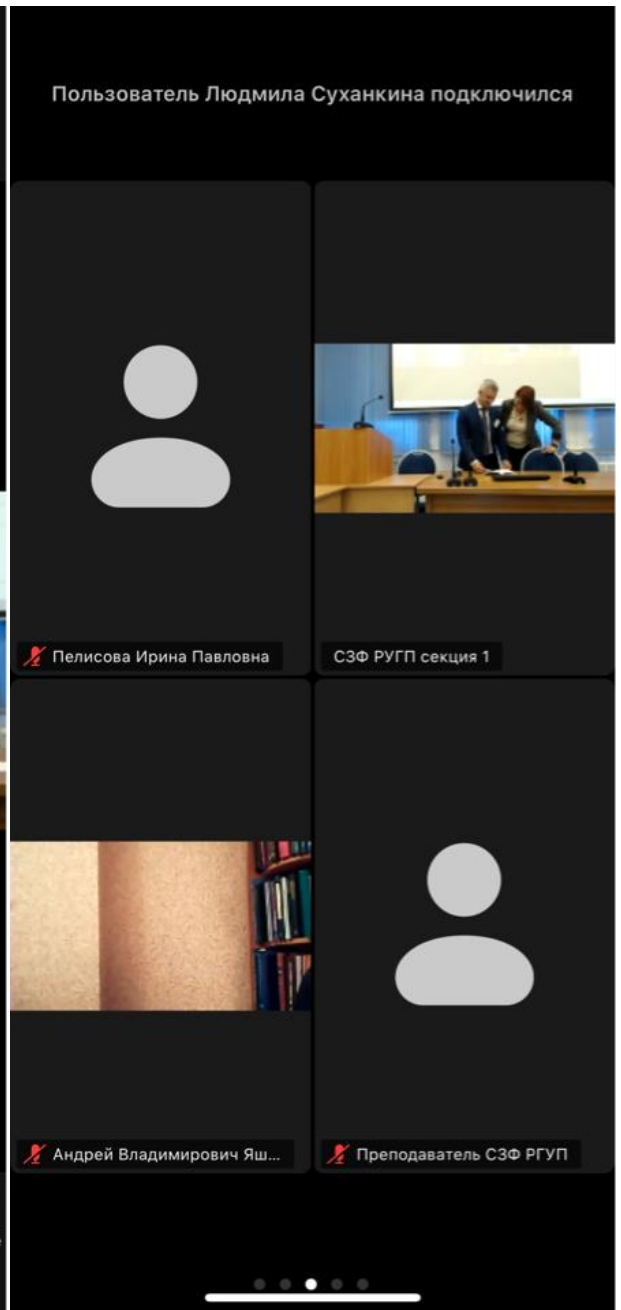 Пользователь Людмила Суханкина подключился
Пелисова Ирина Павловна
СЗФ РУГП секция 1
Андрей Владимирович Яш...
Преподаватель СЗФ РГУП